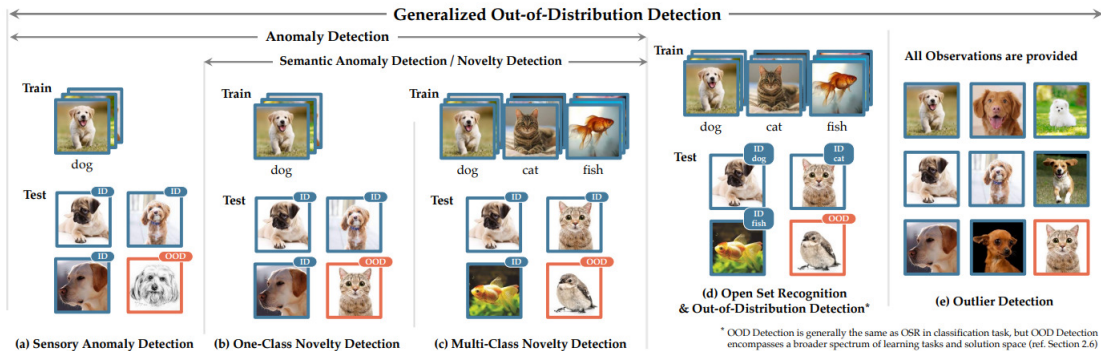 Generalized Out-of-Distribution Detection
Anomaly Detection
Semantic Anomaly Detection / Novelty Detection
Train
dog
Test
ID
ID
ID
OOD
(a) Sensory Anomaly Detection
Train
dog
Test
ID
ID
ID
OOD
(b) One-Class Novelty Detection
Train
dog
cat
fish
Test
ID
ID
ID
OOD
(c) Multi-Class Novelty Detection
Train
dog
cat
fish
Test
ID
dog
ID
cat
ID
fish
OOD
(d) Open Set Recognition
& Out-of-Distribution Detection*
All Observations are provided
(e) Outlier Detection
* OOD Detection is generally the same as OSR in classification task, but OOD Detection
encompasses a broader spectrum of learning tasks and solution space (ref. Section 2.6)